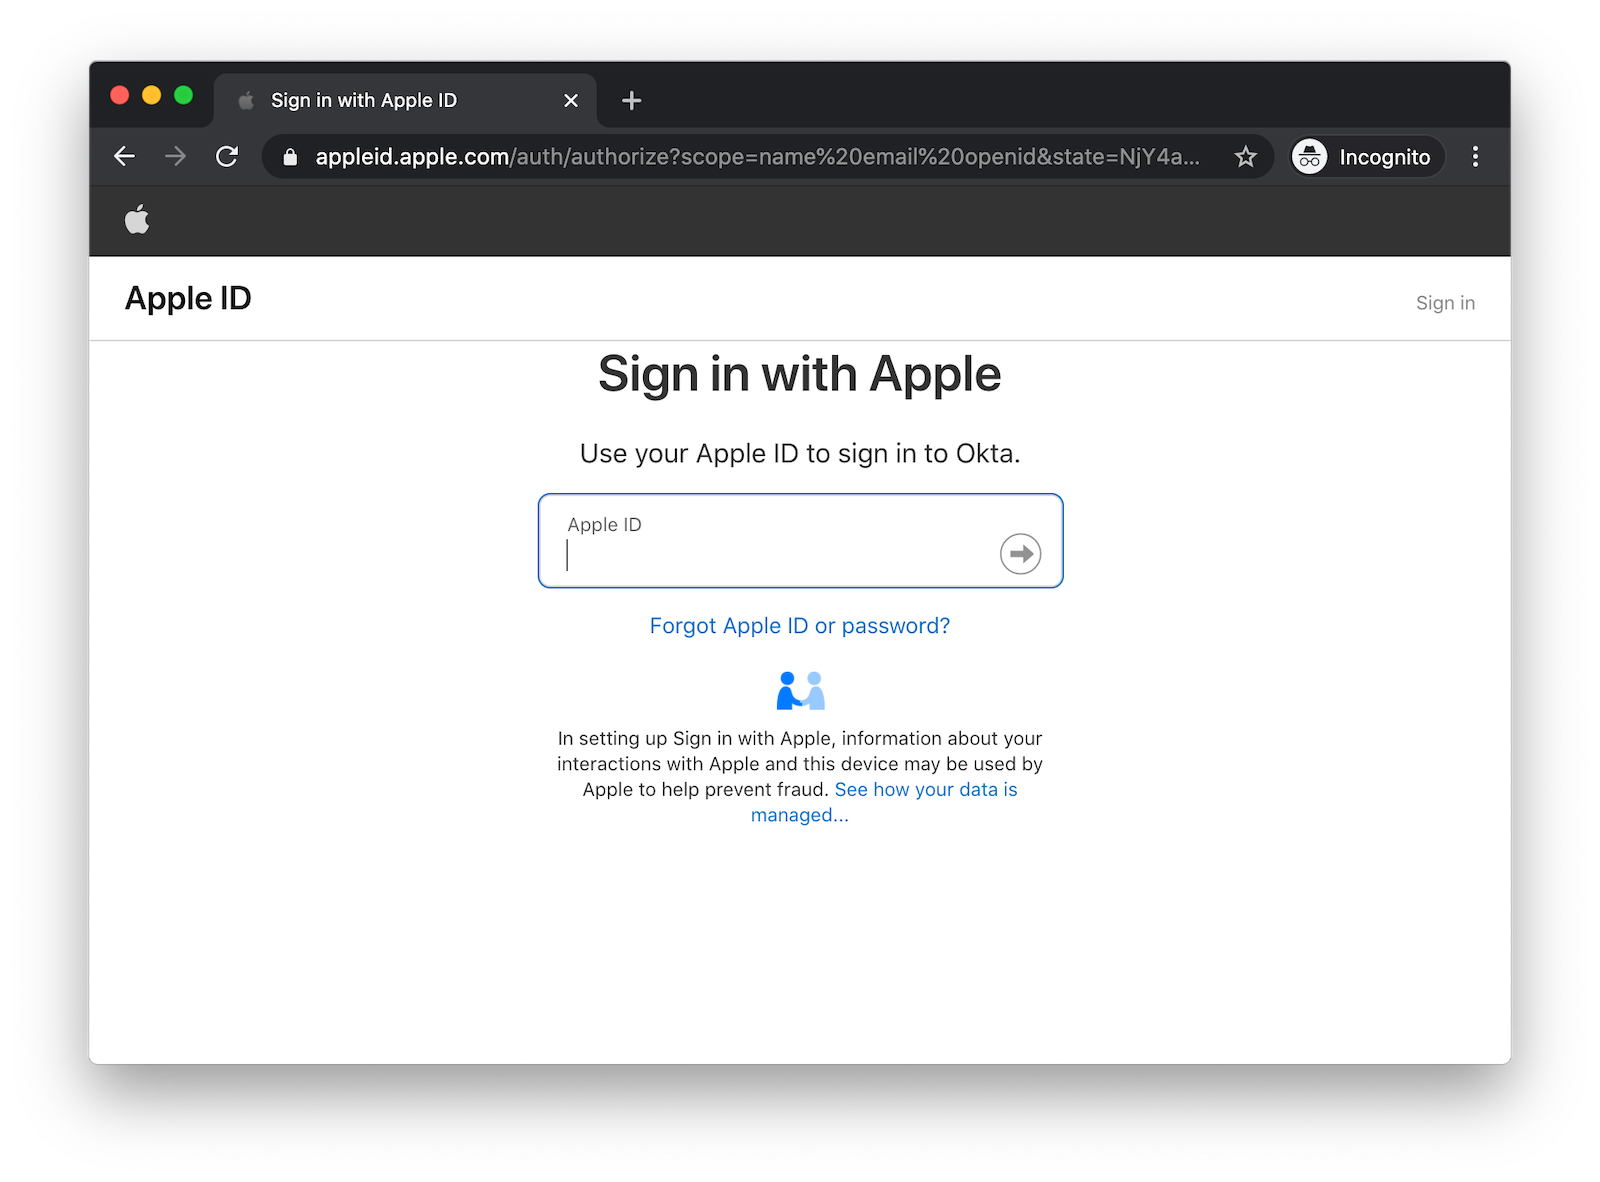 Sign in with Apple ID
appleid.apple.com/auth/authorize?scope=name%20email%20openid&state=NjY4a...
Incognito
Apple ID
Sign in
Sign in with Apple
Use your Apple ID to sign in to Okta.
Apple ID
Forgot Apple ID or password?
In setting up Sign in with Apple, information about your
interactions with Apple and this device may be used by
Apple to help prevent fraud. See how your data is
managed...